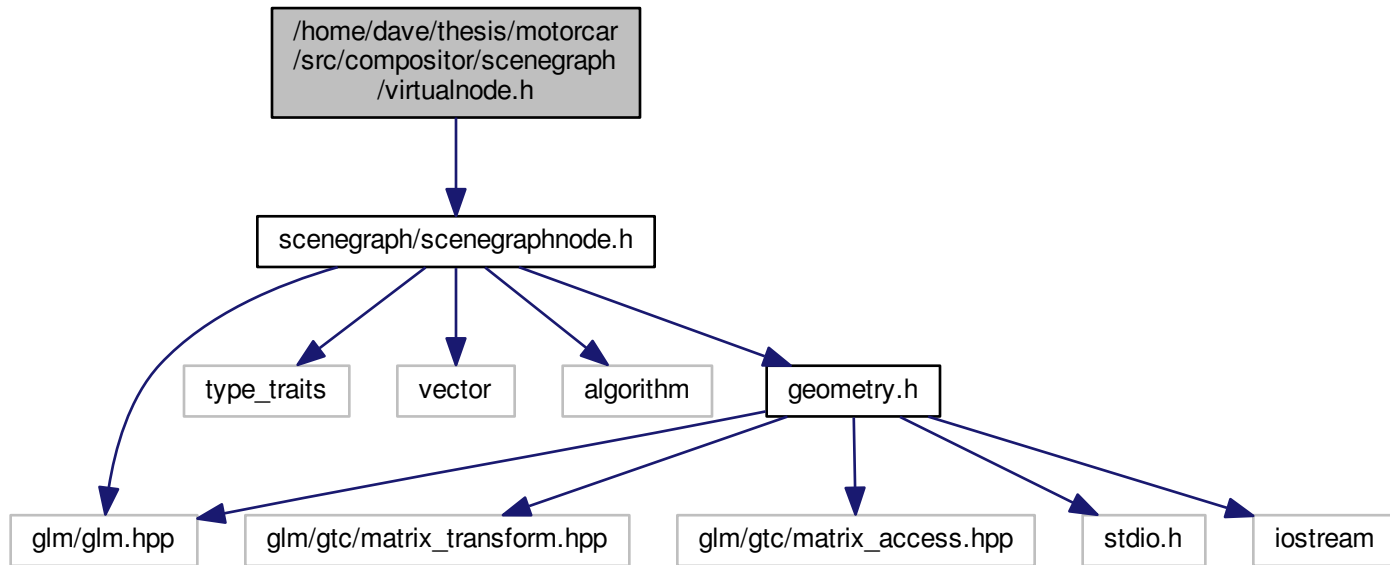 /home/dave/thesis/motorcar
/src/compositor/scenegraph
/virtualnode.h
scenegraph/scenegraphnode.h
type_traits
vector
algorithm
geometry.h
glm/glm.hpp
glm/gtc/matrix_transform.hpp
glm/gtc/matrix_access.hpp
stdio.h
iostream